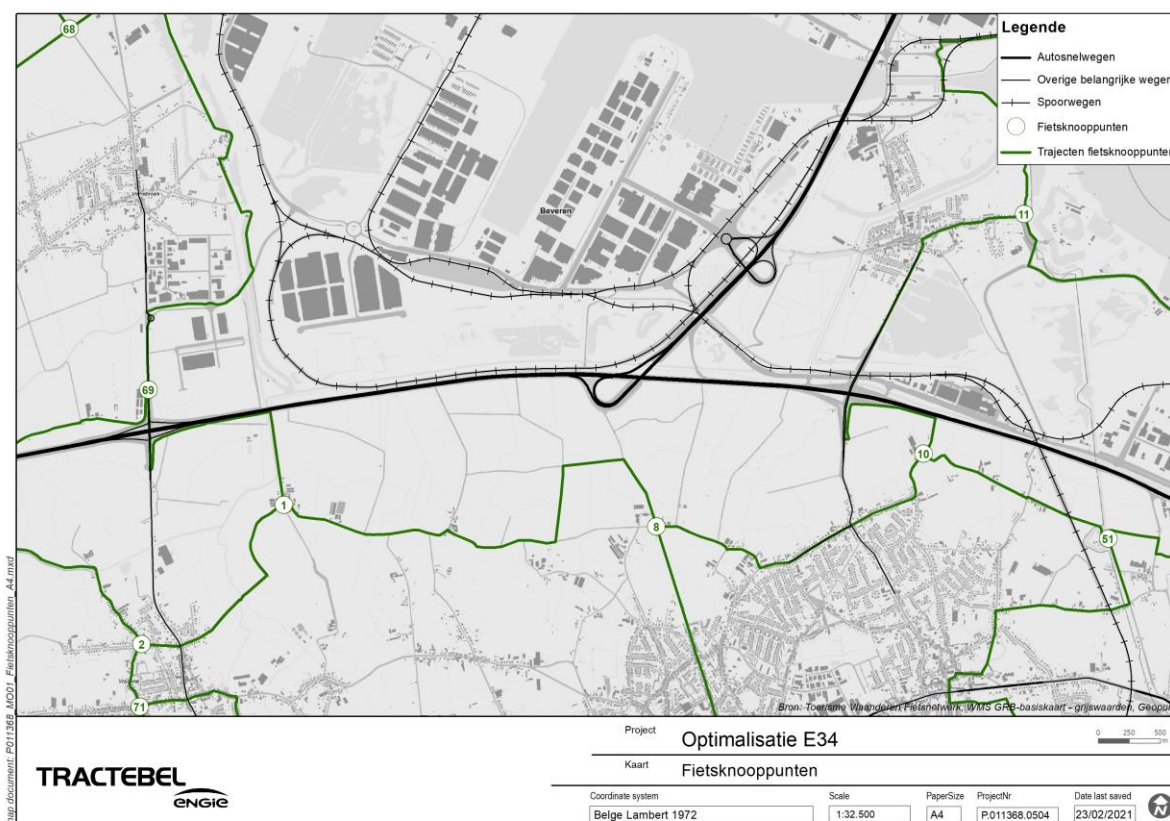 68
Legende
Autosnelwegen
Overige belangrijke wegen
Spoorwegen
Fietsknooppunten
Trajecten fietsknooppunten
Beveren
11
69
10
1
8
51
2
71
Bron: Toerisme Vlaanderen Fietsnetwerk, WMS GRB-basiskaart - grijswaarden, Geopun
map document: P011368_MO01_Fietsknooppunten_A4.mxd
Project Optimalisatie E34
0 250 500
m
Kaart Fietsknooppunten
TRACTEBEL
ENGIE
Coordinate system Scale PaperSize ProjectNr Date last saved
Belge Lambert 1972 1:32.500 A4 P.011368.0504 23/02/2021
N